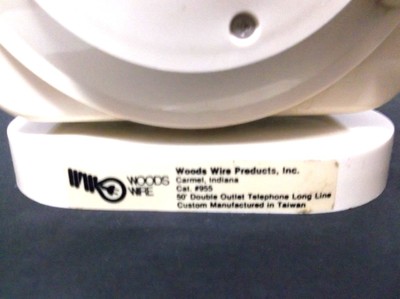 WOODS
WIRE
Woods Wire Products, Inc.
Carmel, Indiana
Cat. #955
50' Double Outlet Telephone Long Line
Custom Manufactured in Taiwan